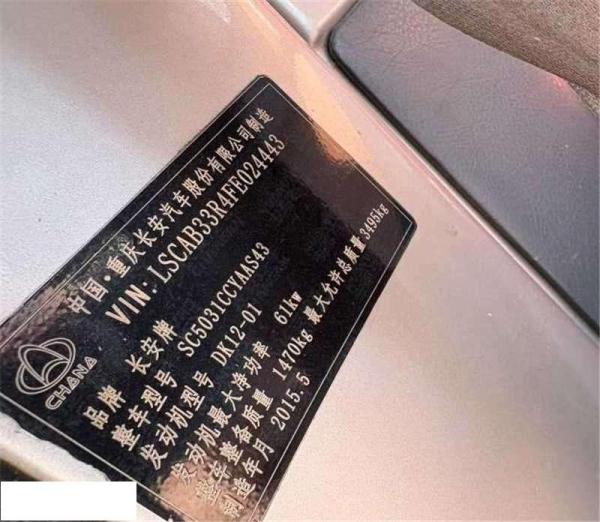 中国·重庆长安汽车股份有限公司制造
VIN: LSCAB33R4FE024443
CHANA
品牌 长安牌
整车型号 SC5031CCYAAS43
发动机型号 DK12-01
发动机最大净功率 61kw
整车整备质量 1470kg 最大允许总质量 3495kg
制造年月 2015.5